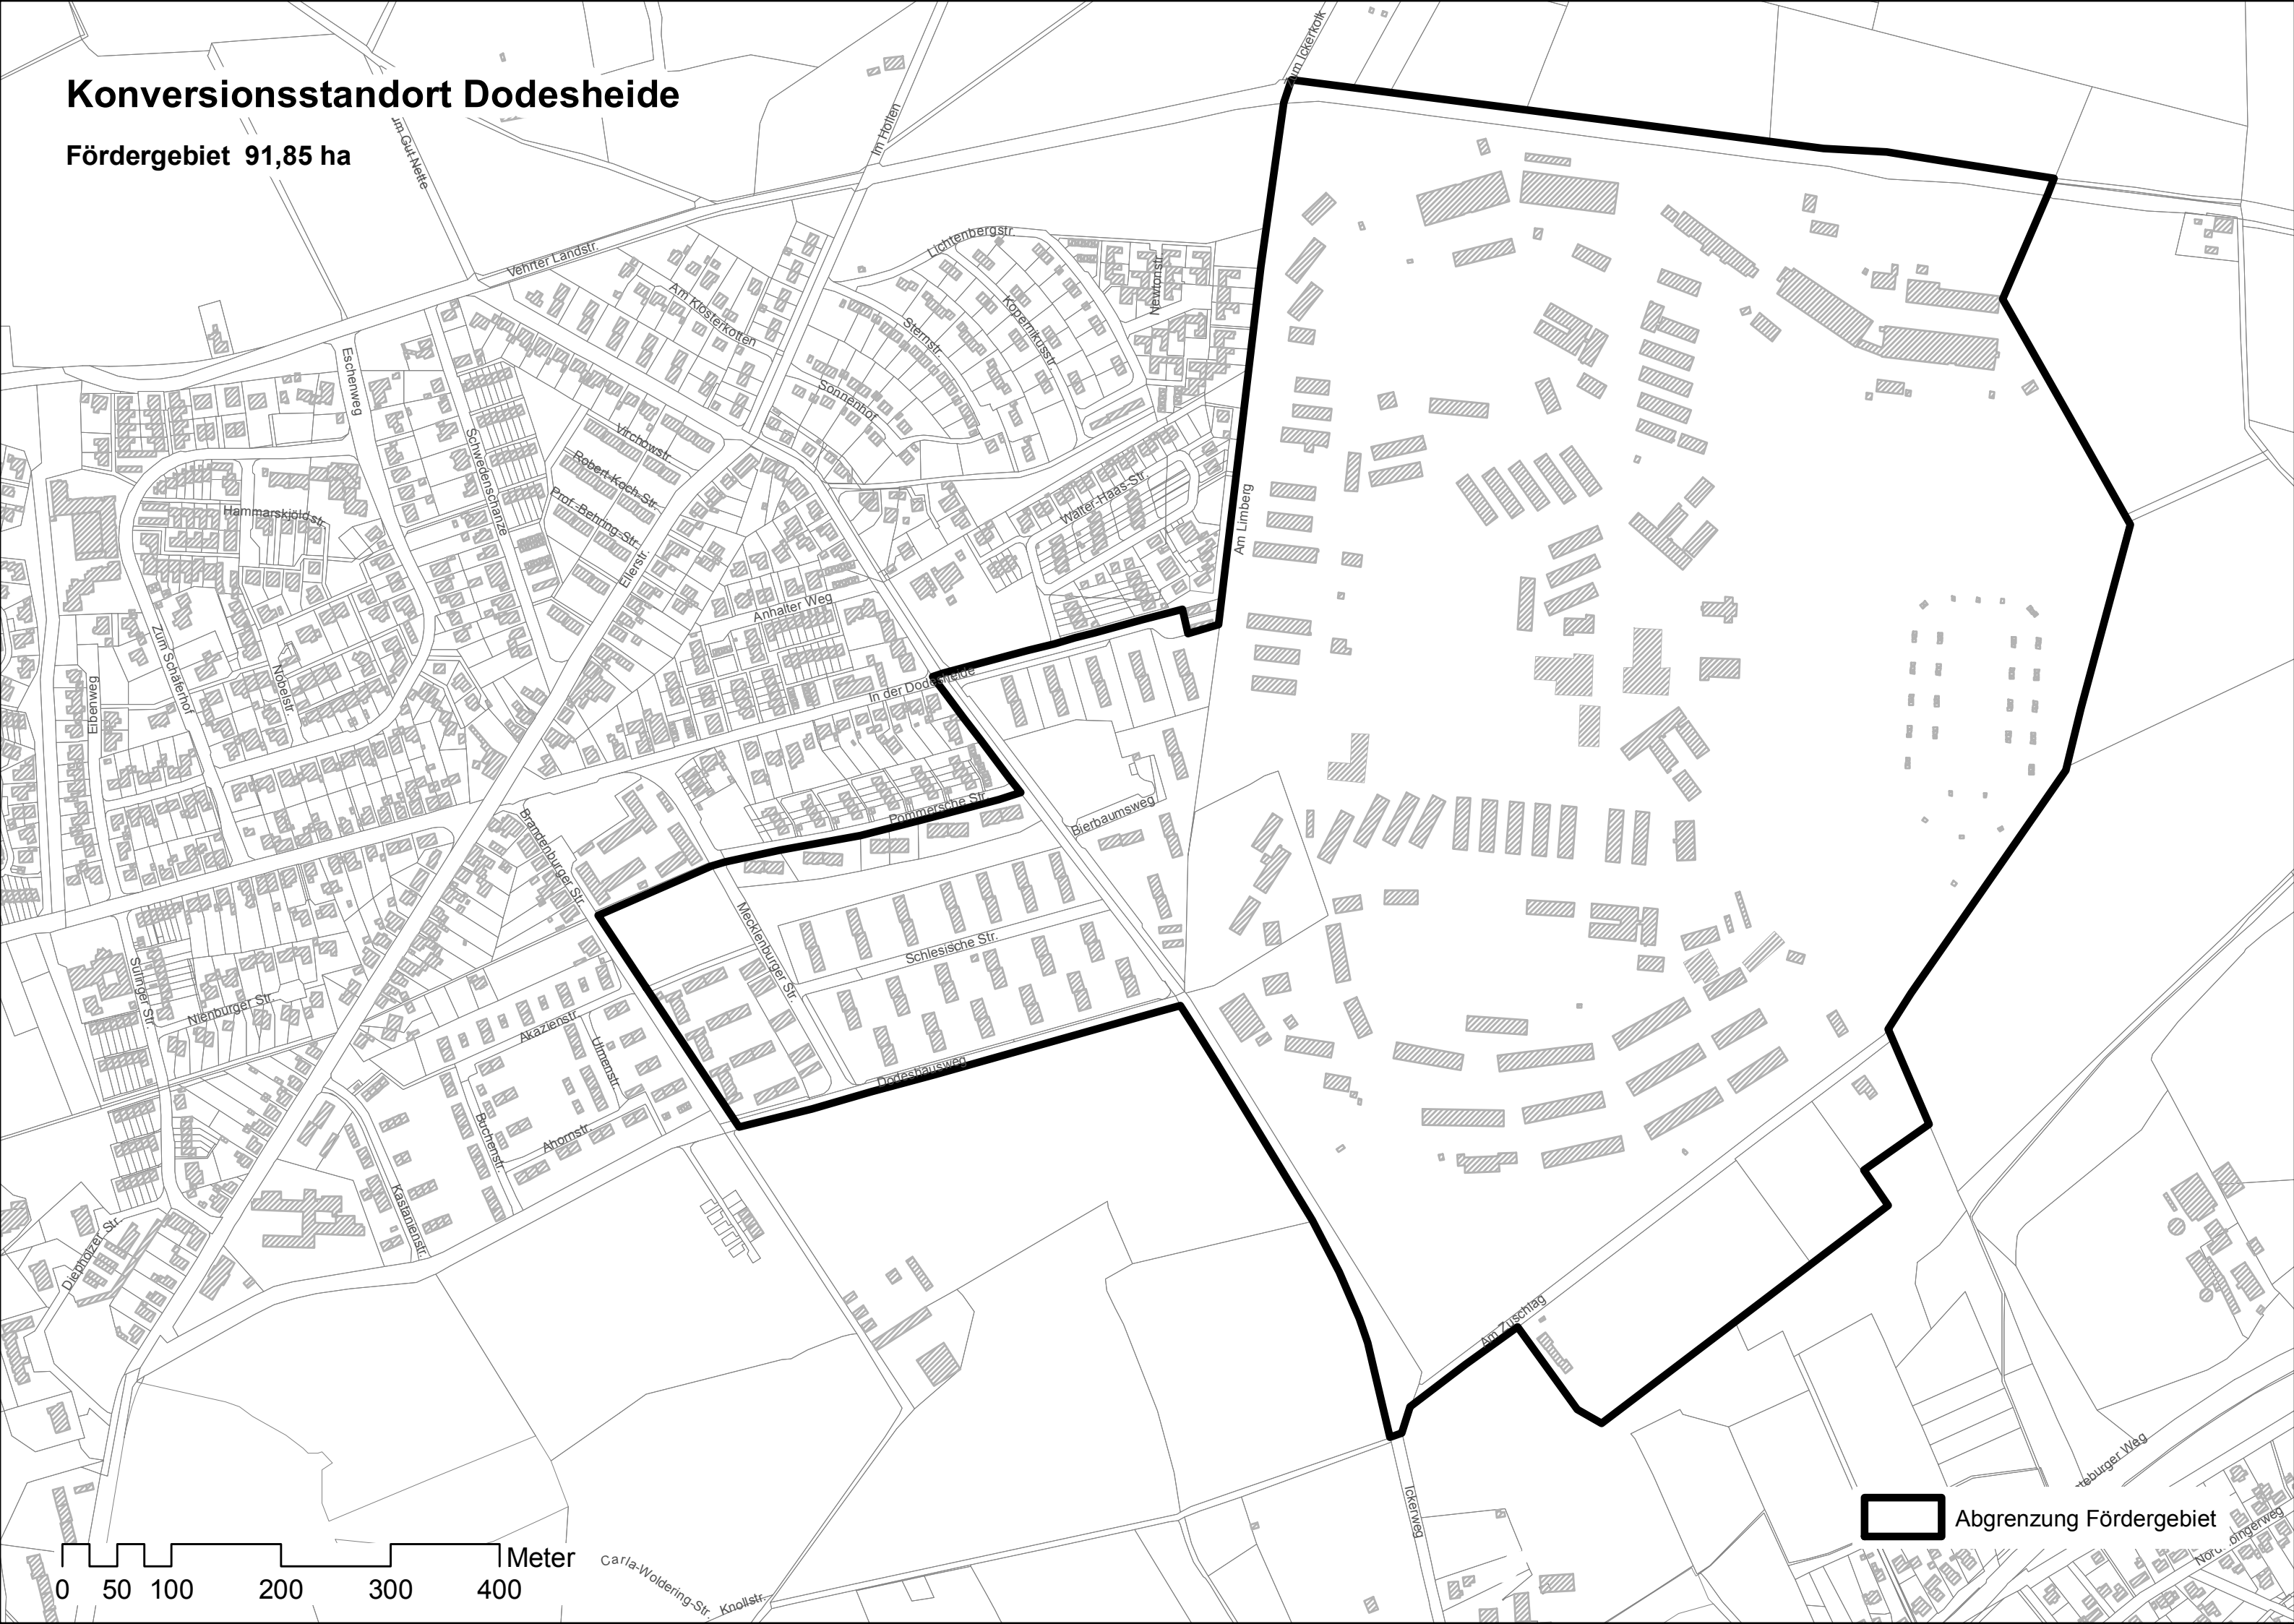 Konversionsstandort Dodesheide
Fördergebiet 91,85 ha
um Gut Nette
Im Hollen
um Ickerkolk
Vehrter Landstr.
Lichtenbergstr.
Am Klosterkotten
Newtonstr.
Kopernikusstr.
Sternstr.
Sonnenhof
Eschenweg
Schwedenschanze
Virchowstr.
Robert-Koch-Str.
Prof.-Behring-Str.
Walter-Haas-Str.
Hammarskjöldstr.
Am Limberg
Ellerstr.
Anhalter Weg
Zum Schäferhof
Nobelstr.
Eibenweg
In der Dodesheide
Pommersche Str.
Bierbaumsweg
Brandenburger Str.
Mecklenburger Str.
Schlesische Str.
Sulinger Str.
Nienburger Str.
Akazienstr.
Ulmenstr.
Dodeshausweg
Buchenstr.
Ahornstr.
Kastanienstr.
Diepholzer Str.
Am Zuschlag
Ickerweg
teburger Weg
Abgrenzung Fördergebiet
Meter
0 50 100 200 300 400
Carla-Woldering-Str.
Knollstr.